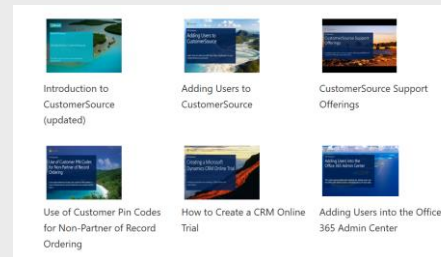 Adding Users to
CustomerSource
CustomerSource Support
Offerings
Introduction to
CustomerSource
(updated)
Adding Users to
CustomerSource
CustomerSource Support
Offerings
Use of Customer PIN Codes
for Non-Partner of Record
Ordering
Creating a Microsoft
Dynamics CRM Online Trial
Adding Users into the
Office 365 Admin Center
Use of Customer Pin Codes
for Non-Partner of Record
Ordering
How to Create a CRM Online
Trial
Adding Users into the Office
365 Admin Center